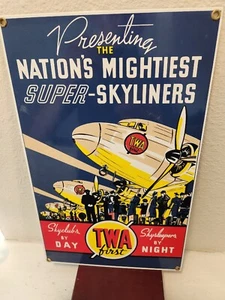 Presenting
THE
NATION'S MIGHTIEST
SUPER-SKYLINERS
TWA
Skyclubs
BY
DAY
TWA
first
Skysleepers
BY
NIGHT